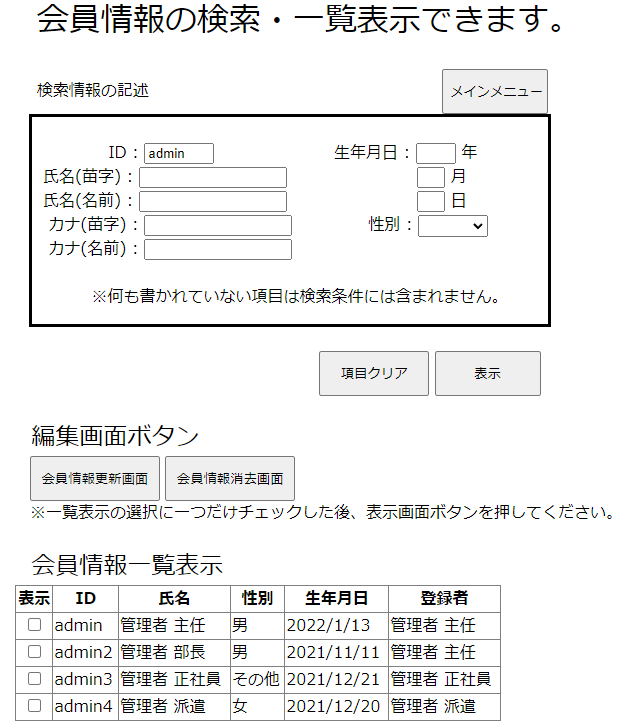 会員情報の検索・一覧表示できます。
検索情報の記述
メインメニュー
ID： admin 生年月日： 年
氏名(苗字)： 月
氏名(名前)： 日
カナ(苗字)： 性別：
カナ(名前)：
※何も書かれていない項目は検索条件には含まれません。
項目クリア 表示
編集画面ボタン
会員情報更新画面 会員情報消去画面
※一覧表示の選択に一つだけチェックした後、表示画面ボタンを押してください。
会員情報一覧表示
表示 ID 氏名 性別 生年月日 登録者
admin 管理者 主任 男 2022/1/13 管理者 主任
admin2 管理者 部長 男 2021/11/11 管理者 主任
admin3 管理者 正社員 その他 2021/12/21 管理者 正社員
admin4 管理者 派遣 女 2021/12/20 管理者 派遣